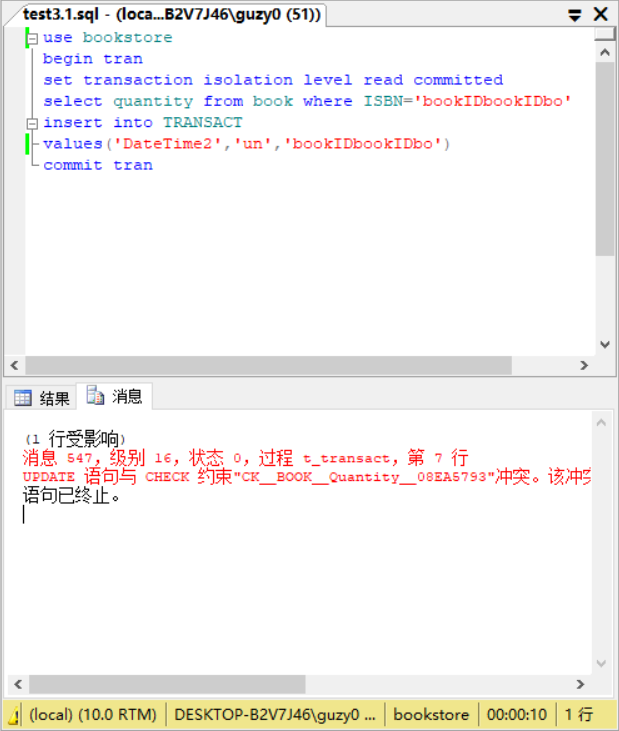 test3.1.sql - (loca...B2V7J46\guzy0 (51))
use bookstore
begin tran
set transaction isolation level read committed
select quantity from book where ISBN='bookIDbookIDbo'
insert into TRANSACT
values('DateTime2','un','bookIDbookIDbo')
commit tran
结果 消息
(1 行受影响)
消息 547，级别 16，状态 0，过程 t_transact，第 7 行
UPDATE 语句与 CHECK 约束"CK__BOOK__Quantity__08EA5793"冲突。该冲突
语句已终止。
(local) (10.0 RTM) DESKTOP-B2V7J46\guzy0 ... bookstore 00:00:10 1 行